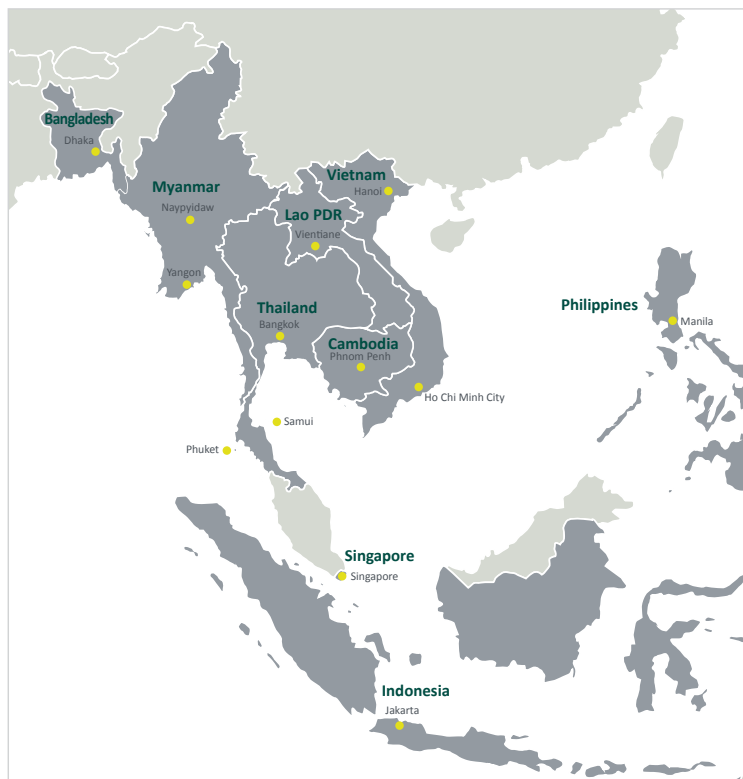 Bangladesh
Dhaka
Myanmar
Naypyidaw
Yangon
Vietnam
Hanoi
Lao PDR
Vientiane
Thailand
Bangkok
Cambodia
Phnom Penh
Ho Chi Minh City
Samui
Phuket
Philippines
Manila
Singapore
Singapore
Indonesia
Jakarta